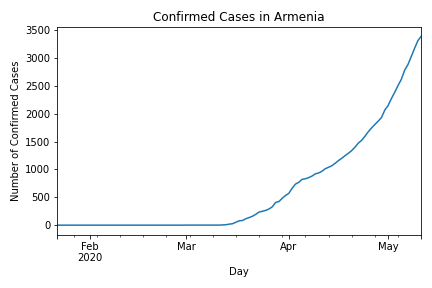 Confirmed Cases in Armenia
Number of Confirmed Cases
3500
3000
2500
2000
1500
1000
500
0
Feb Mar Apr May
2020
Day